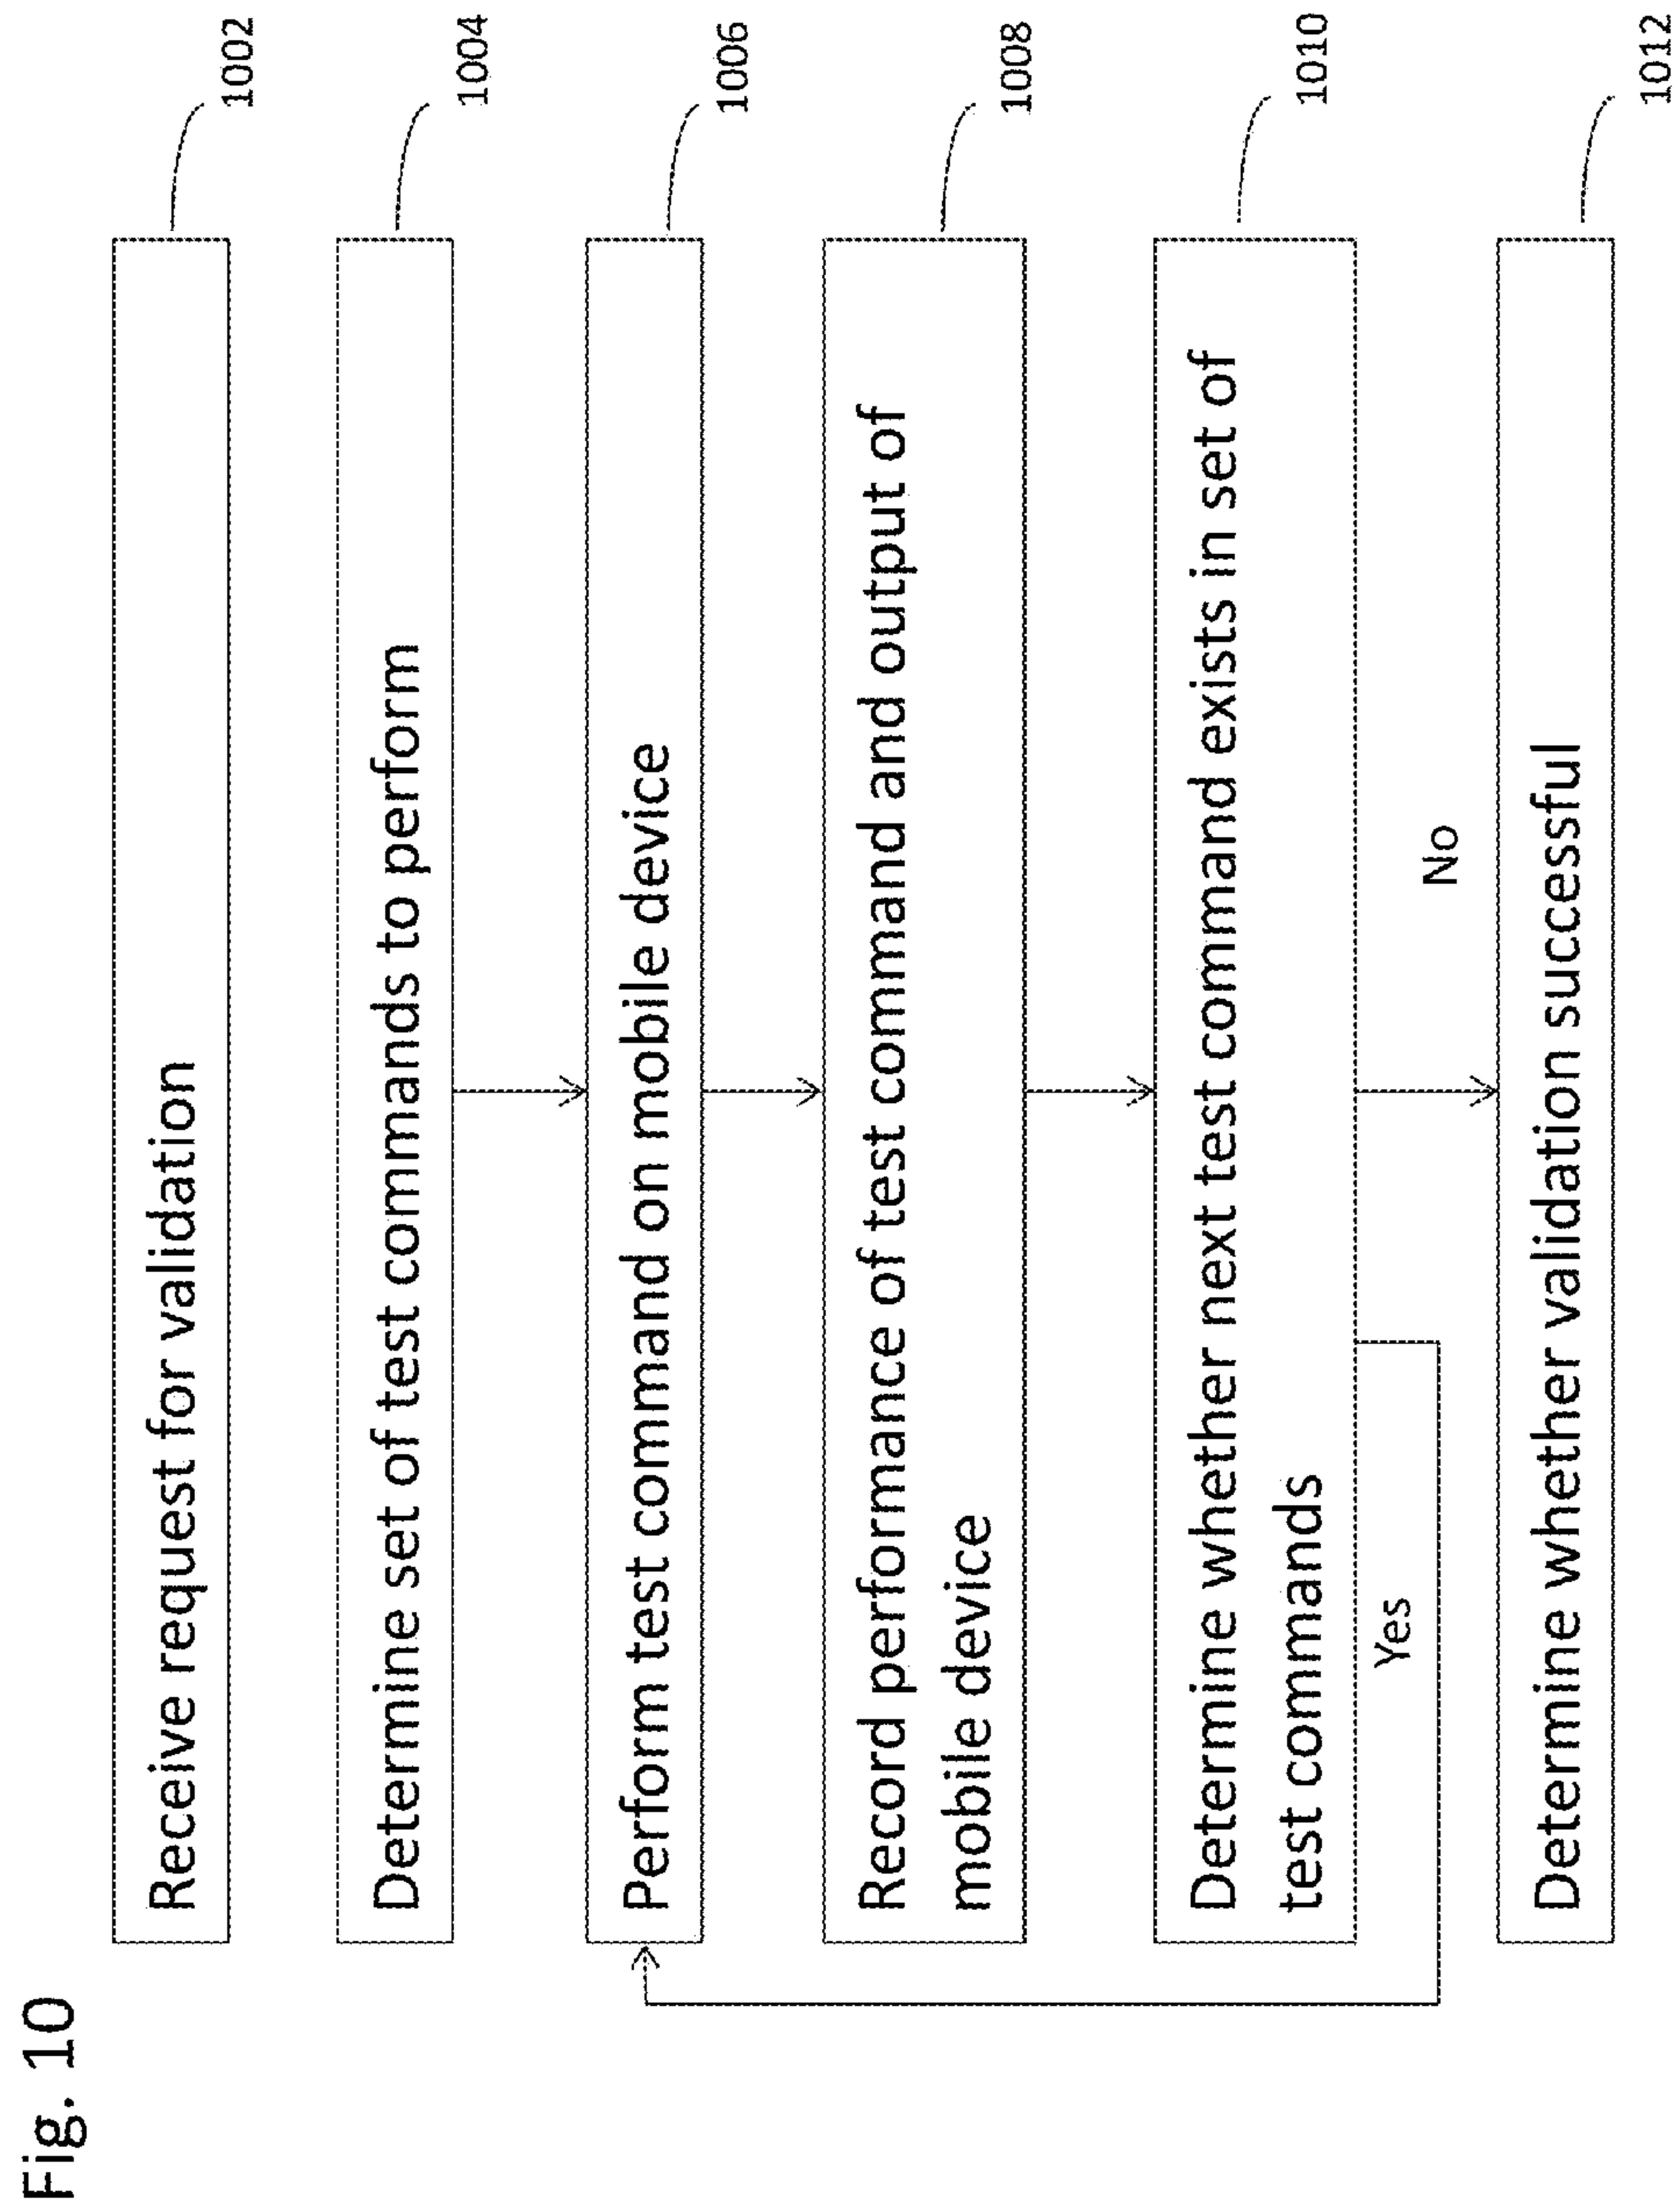 Fig. 10
Receive request for validation
1002
Determine set of test commands to perform
1004
Perform test command on mobile device
1006
Record performance of test command and output of
mobile device
1008
Determine whether next test command exists in set of
test commands
1010
Yes
No
Determine whether validation successful
1012